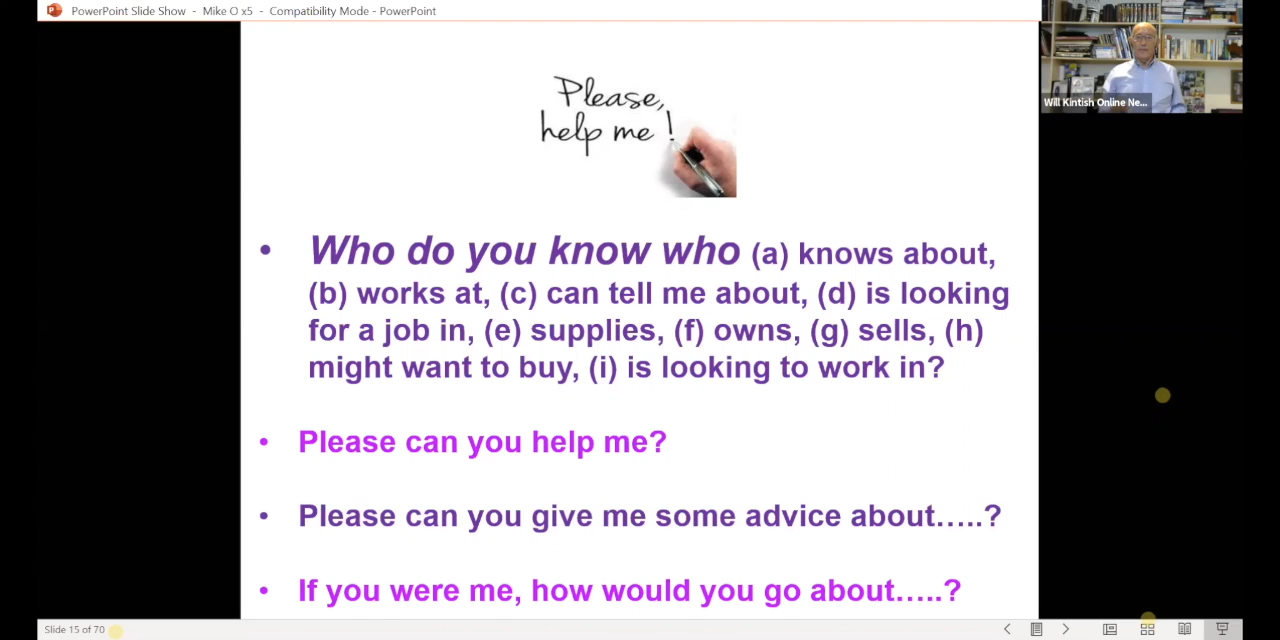 PowerPoint Slide Show - Mike O x5 - Compatibility Mode - PowerPoint
Please,
help me!
Will Kintish Online Ne...
• Who do you know who (a) knows about,
(b) works at, (c) can tell me about, (d) is looking
for a job in, (e) supplies, (f) owns, (g) sells, (h)
might want to buy, (i) is looking to work in?
• Please can you help me?
• Please can you give me some advice about…..?
• If you were me, how would you go about…..?
Slide 15 of 70